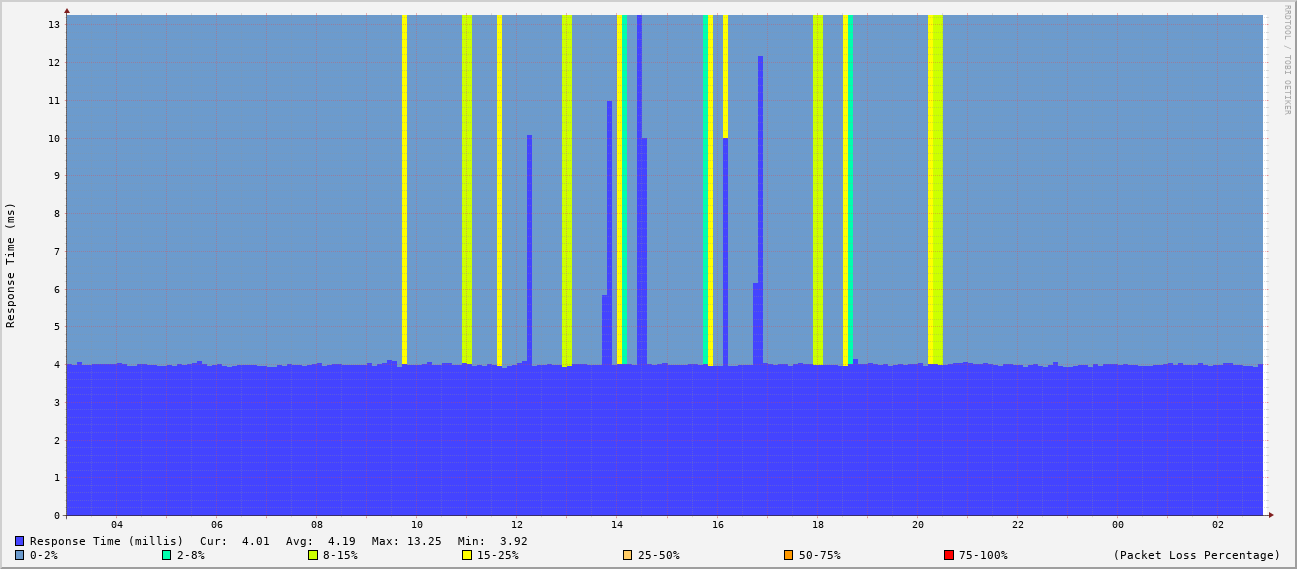 RRDTOOL / TOBI OETIKER
Response Time (ms)
13
12
11
10
9
8
7
6
5
4
3
2
1
0
04 06 08 10 12 14 16 18 20 22 00 02
Response Time (millis) Cur: 4.01 Avg: 4.19 Max: 13.25 Min: 3.92
0-2% 2-8% 8-15% 15-25% 25-50% 50-75% 75-100% (Packet Loss Percentage)